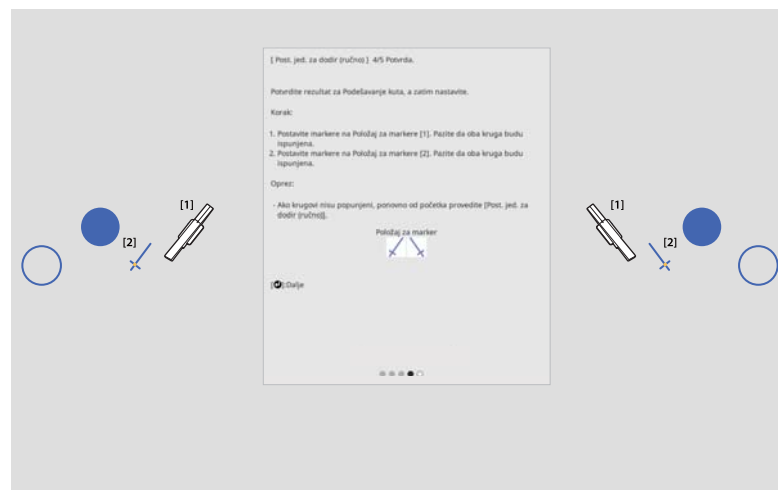 [ Post. jed. za dodir (ručno) ] 4/5 Potvrda.
Potvrdite rezultat za Podešavanje kuta, a zatim nastavite.
Korak:
1. Postavite markere na Položaj za markere [1]. Pazite da oba kruga budu
ispunjena.
2. Postavite markere na Položaj za markere [2]. Pazite da oba kruga budu
ispunjena.
Oprez:
- Ako krugovi nisu popunjeni, ponovno od početka provedite [Post. jed. za
dodir (ručno)].
[1]
[1]
Položaj za marker
[2]
[2]
[ ]:Dalje